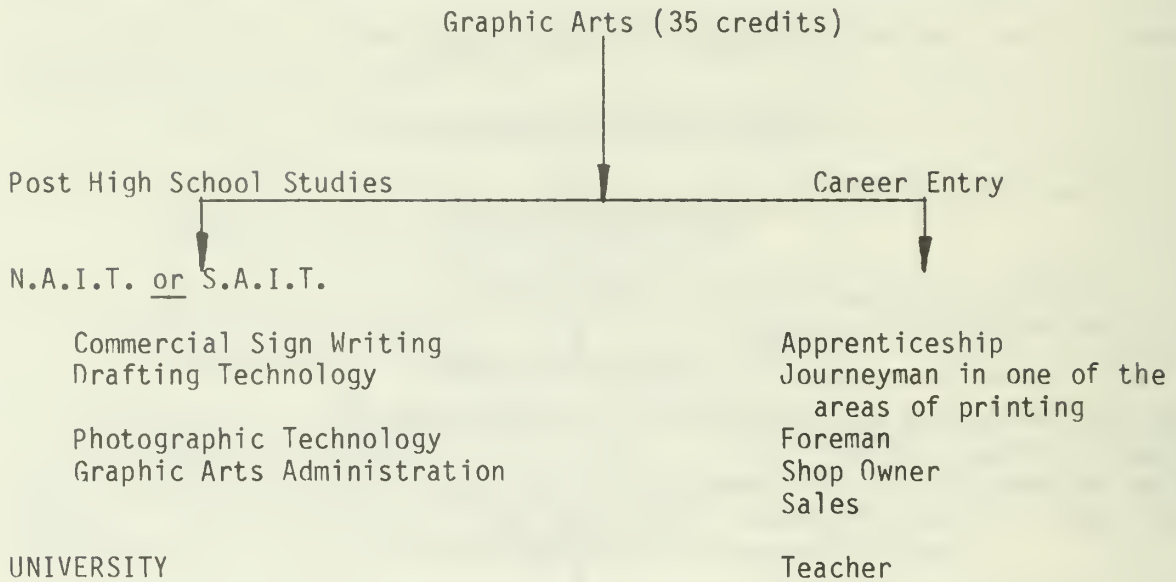 Graphic Arts (35 credits)
Post High School Studies
Career Entry
N.A.I.T. or S.A.I.T.
Commercial Sign Writing
Drafting Technology
Photographic Technology
Graphic Arts Administration
UNIVERSITY
Apprenticeship
Journeyman in one of the
areas of printing
Foreman
Shop Owner
Sales
Teacher